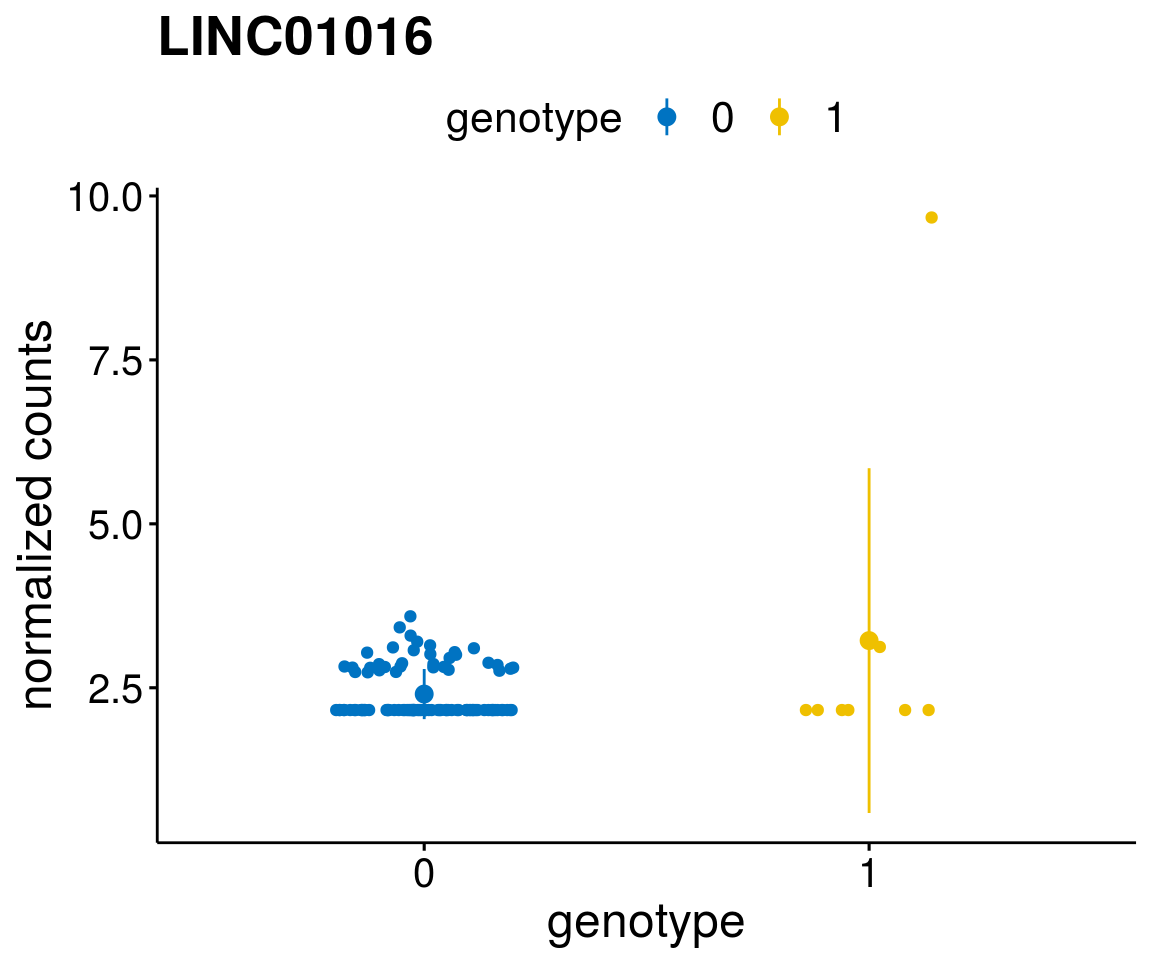 LINC01016
genotype 0 1
10.0
7.5
5.0
2.5
normalized counts
0 1
genotype